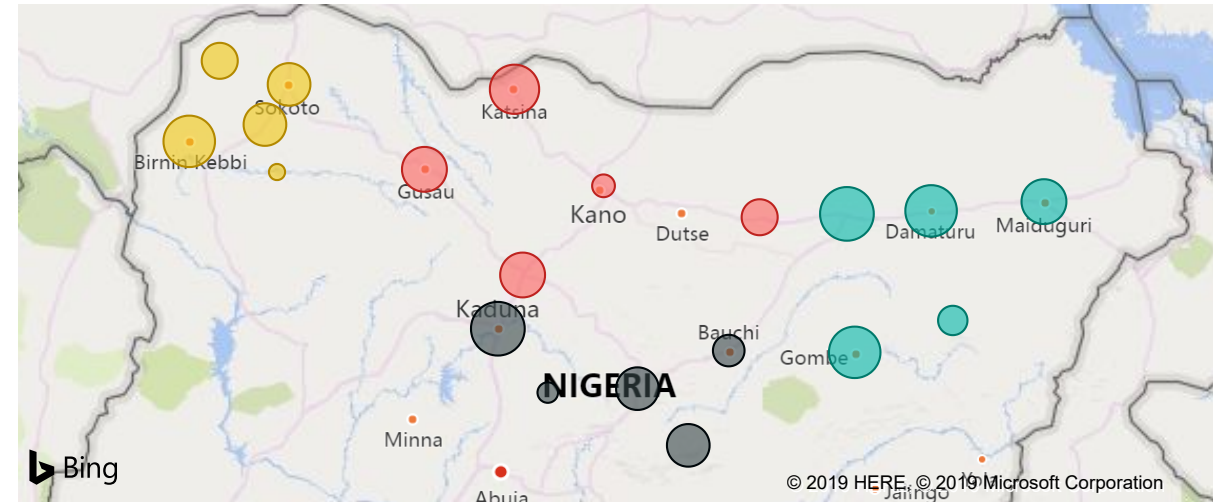 Sokoto
Katsina
Birnin Kebbi
Gusau
Kano
Dutse
Damaturu
Maiduguri
Kaduna
Bauchi
Gombe
NIGERIA
Minna
Abuja
Yola
Jalingo
Bing
© 2019 HERE, © 2019 Microsoft Corporation